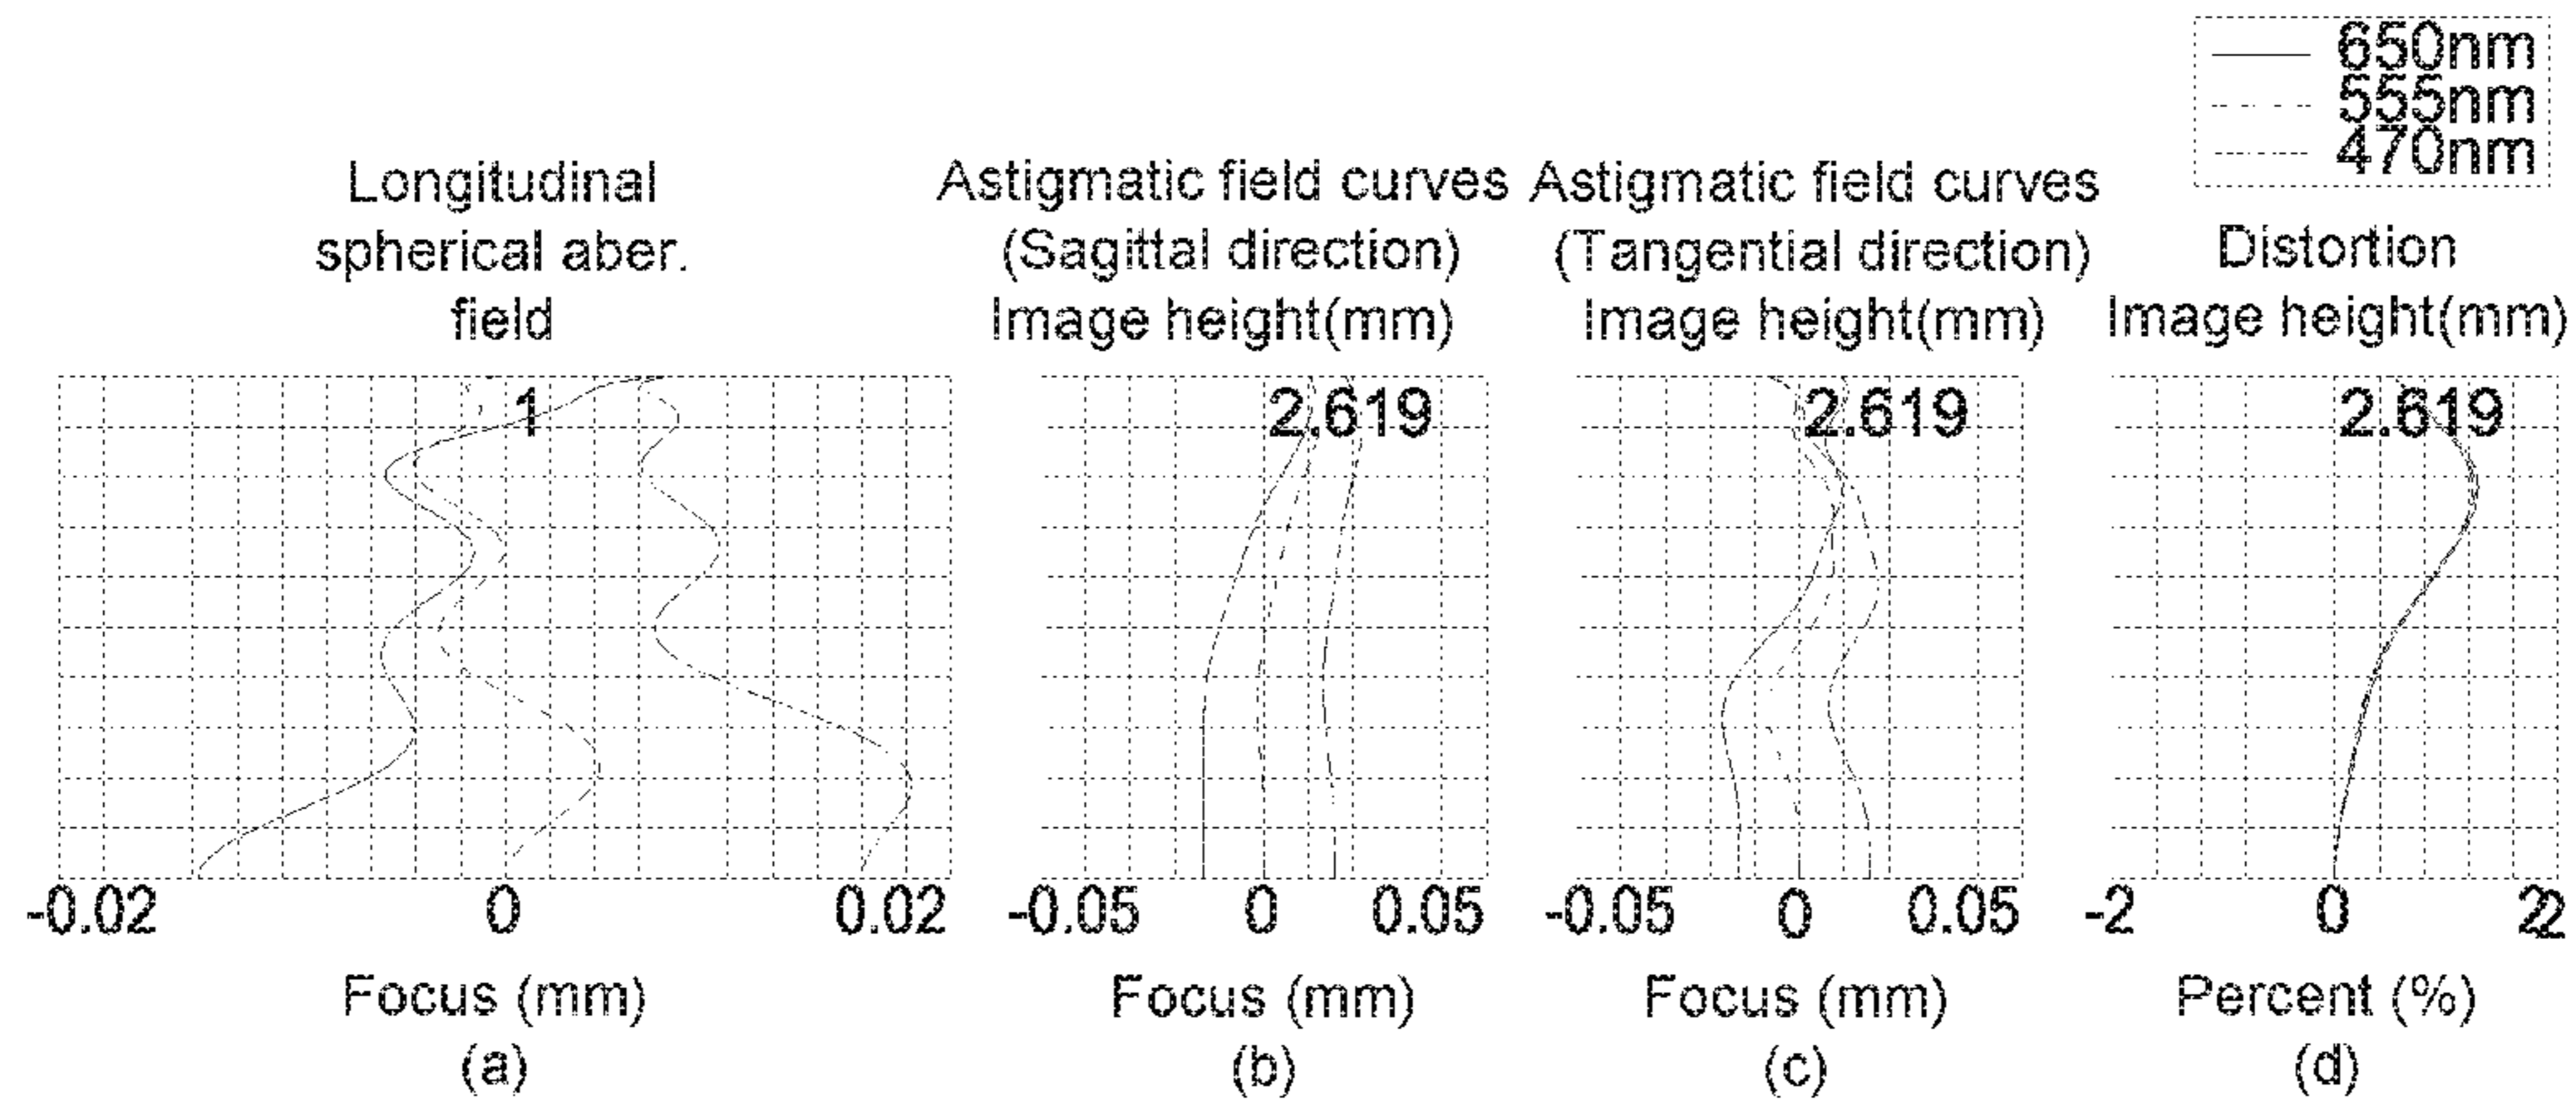 650nm
555nm
470nm
Longitudinal
spherical aber.
field
Astigmatic field curves
(Sagittal direction)
Image height(mm)
Astigmatic field curves
(Tangential direction)
Image height(mm)
Distortion
Image height(mm)
1
2.619
2.619
2.619
-0.02 0 0.02
-0.05 0 0.05
-0.05 0 0.05
-2 0 22
Focus (mm)
Focus (mm)
Focus (mm)
Percent (%)
(a)
(b)
(c)
(d)